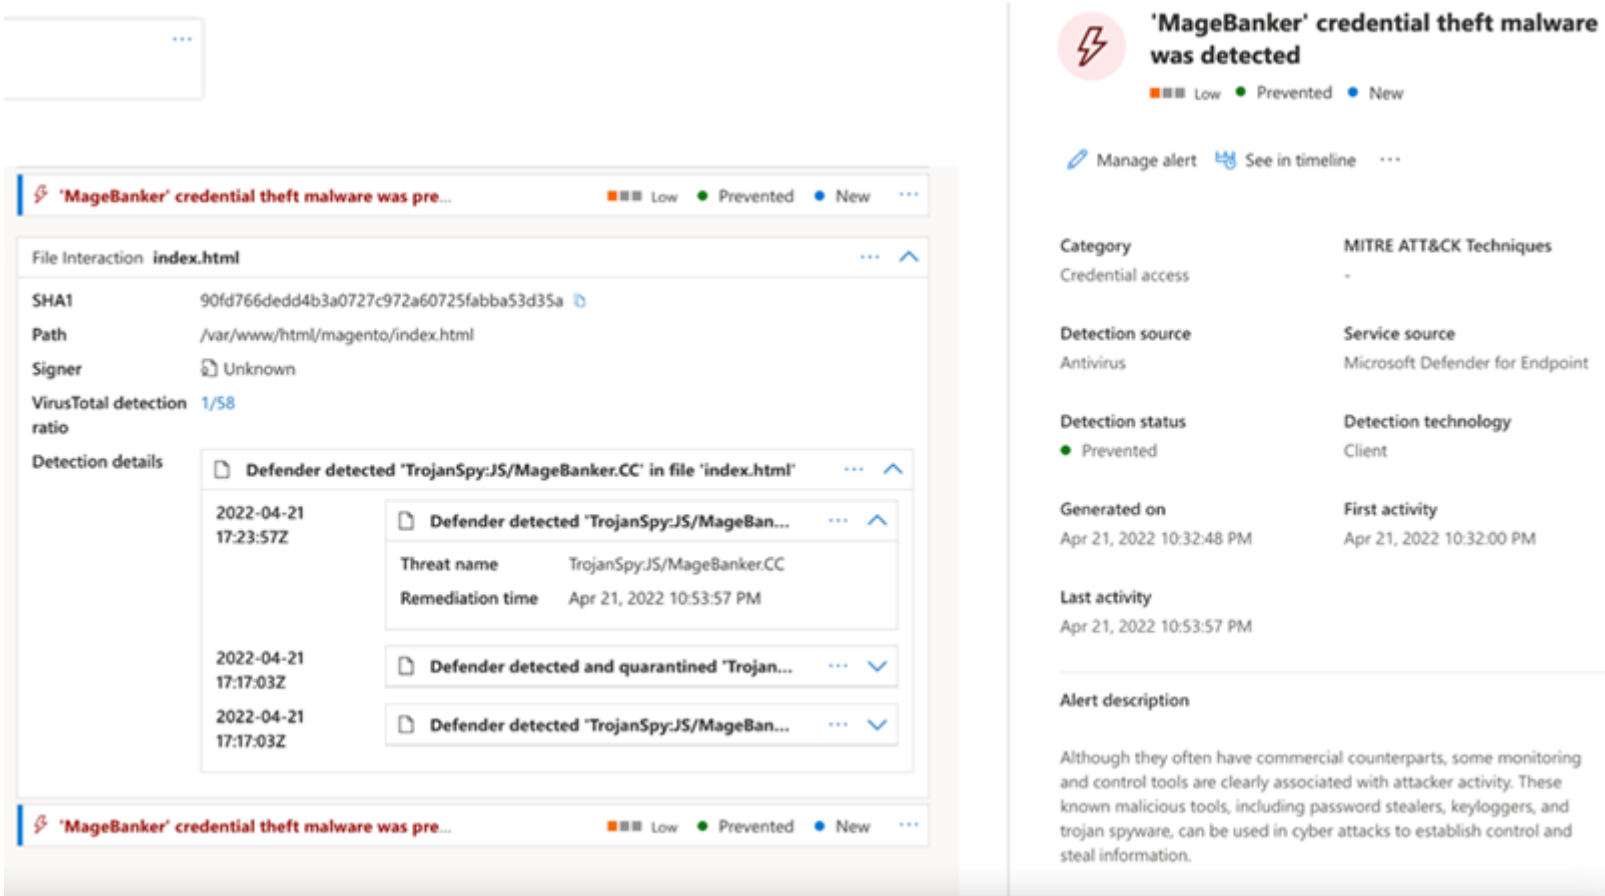 'MageBanker' credential theft malware was pre...
Low Prevented New
File Interaction index.html
SHA1 90fd766dedd4b3a0727c972a60725fabba53d35a
Path /var/www/html/magento/index.html
Signer Unknown
VirusTotal detection 1/58
ratio
Detection details
Defender detected 'TrojanSpy:JS/MageBanker.CC' in file 'index.html'
2022-04-21
17:23:57Z
Defender detected 'TrojanSpy:JS/MageBan...
Threat name TrojanSpy:JS/MageBanker.CC
Remediation time Apr 21, 2022 10:53:57 PM
2022-04-21
17:17:03Z
Defender detected and quarantined 'Trojan...
2022-04-21
17:17:03Z
Defender detected 'TrojanSpy:JS/MageBan...
'MageBanker' credential theft malware was pre...
Low Prevented New
'MageBanker' credential theft malware
was detected
Low Prevented New
Manage alert See in timeline
Category MITRE ATT&CK Techniques
Credential access -
Detection source Service source
Antivirus Microsoft Defender for Endpoint
Detection status Detection technology
Prevented Client
Generated on First activity
Apr 21, 2022 10:32:48 PM Apr 21, 2022 10:32:00 PM
Last activity
Apr 21, 2022 10:53:57 PM
Alert description
Although they often have commercial counterparts, some monitoring
and control tools are clearly associated with attacker activity. These
known malicious tools, including password stealers, keyloggers, and
trojan spyware, can be used in cyber attacks to establish control and
steal information.